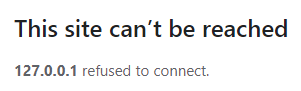 This site can’t be reached
127.0.0.1 refused to connect.